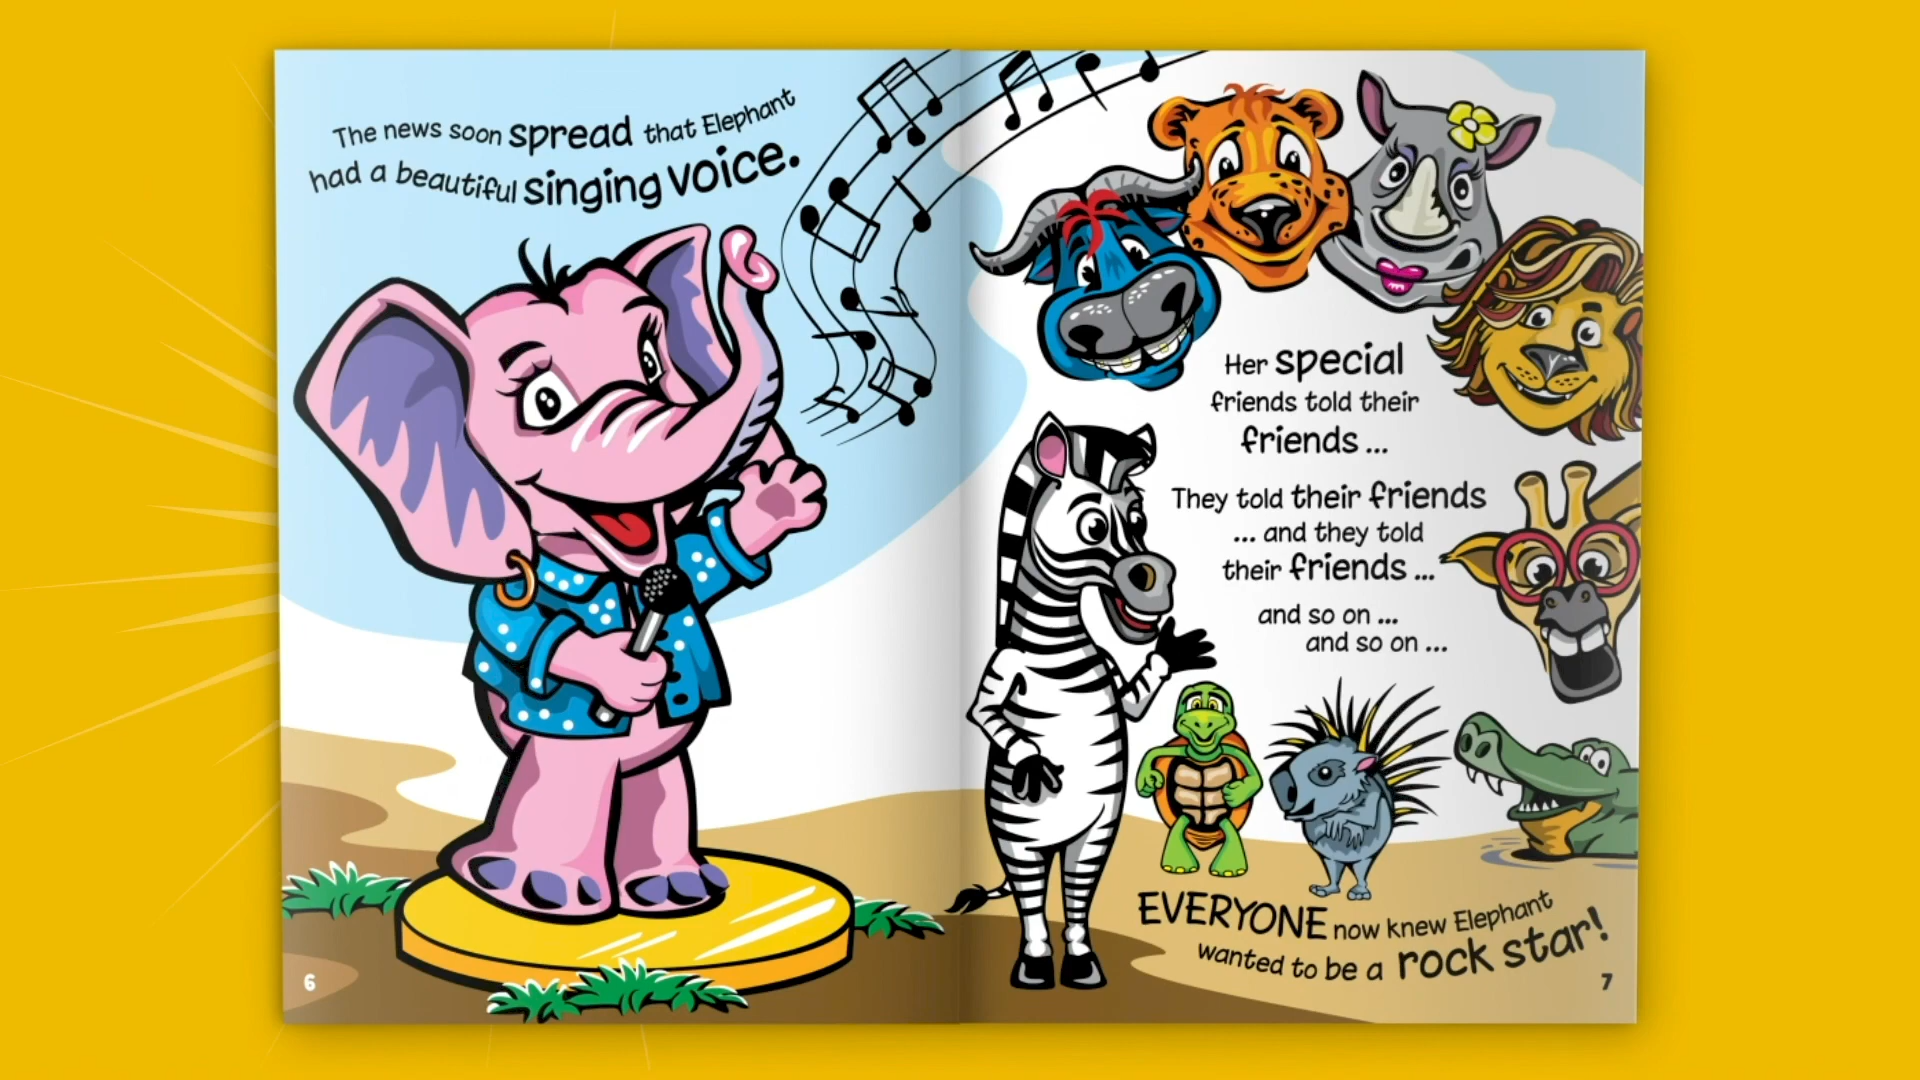 The news soon spread that Elephant
had a beautiful singing voice.
Her special
friends told their
friends ...
They told their friends
... and they told
their friends ...
and so on ...
and so on ...
EVERYONE now knew Elephant
wanted to be a rock star!
6
7